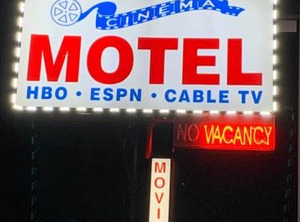 CINEMA
MOTEL
HBO • ESPN • CABLE TV
NO VACANCY
MOVI